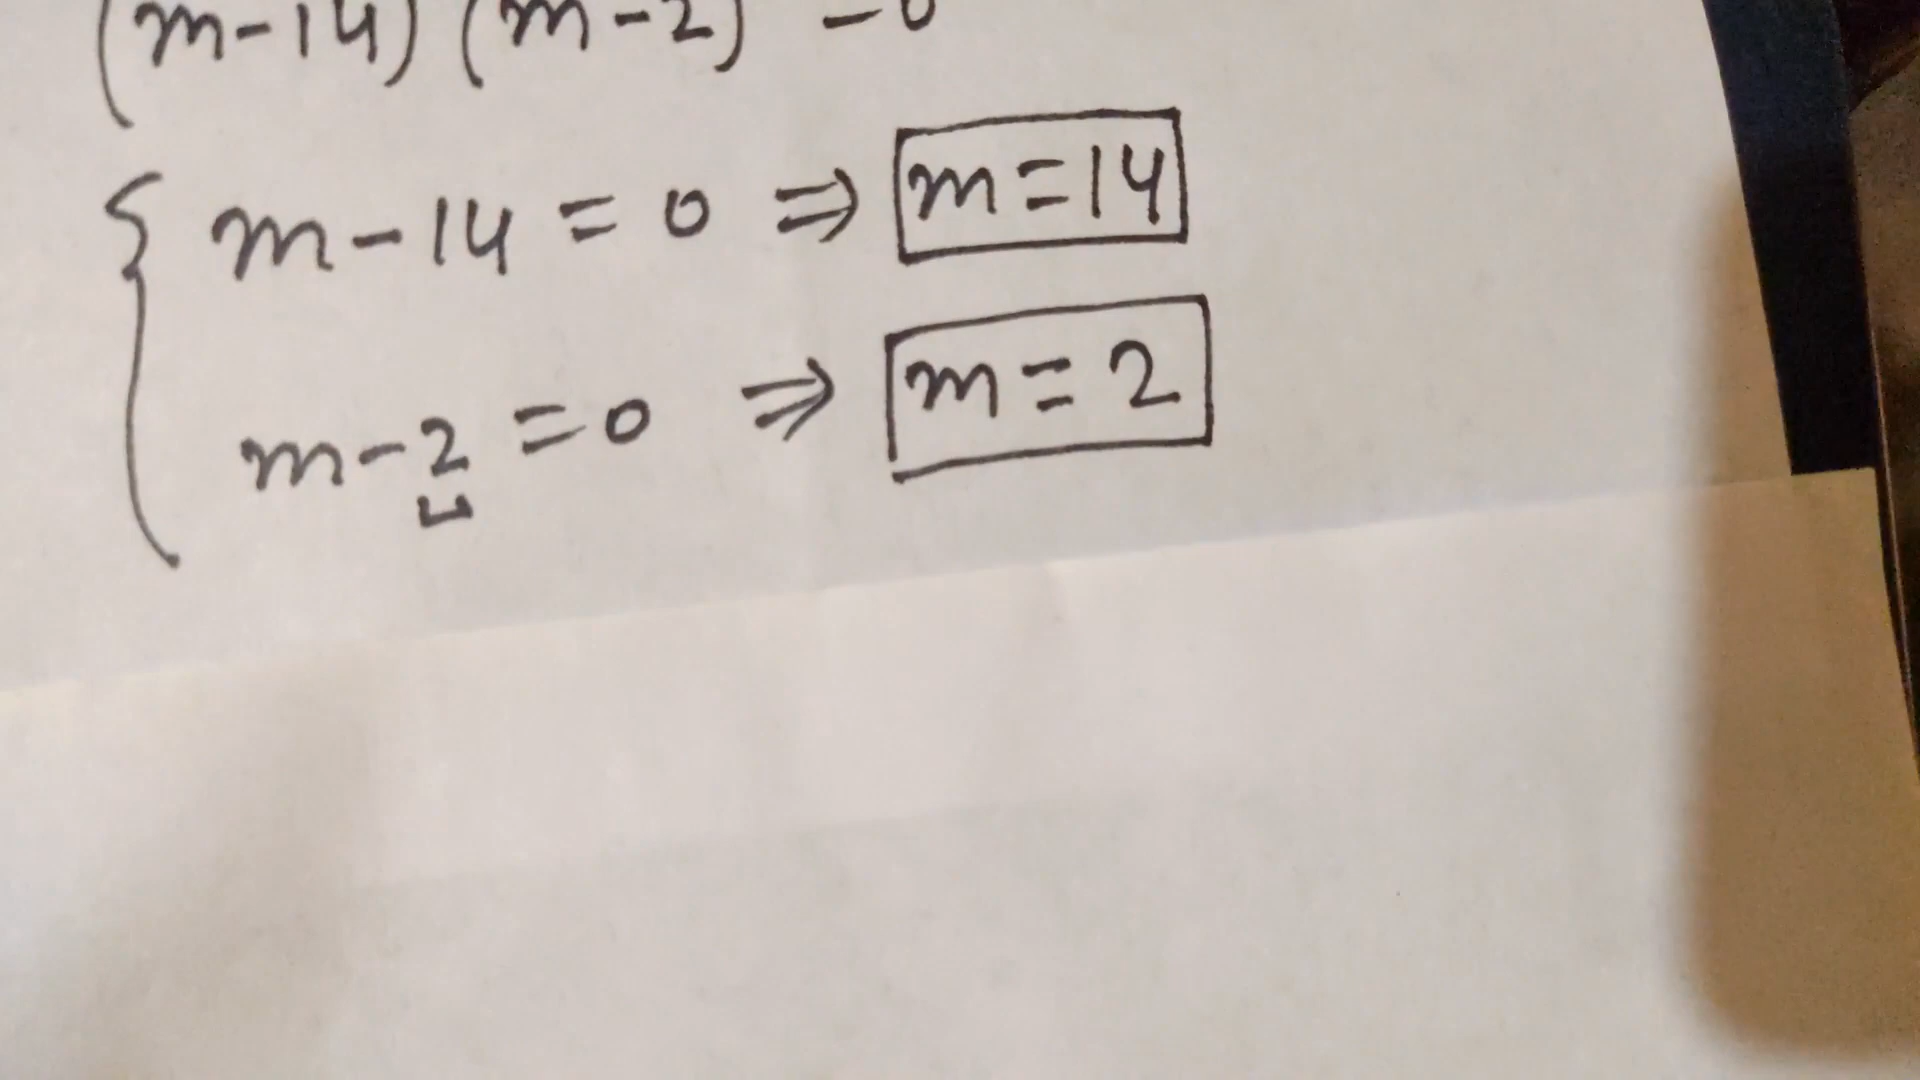 (m-14) (m-2) = 0
m-14 = 0 ⇒ m=14
m-2 = 0 ⇒ m = 2